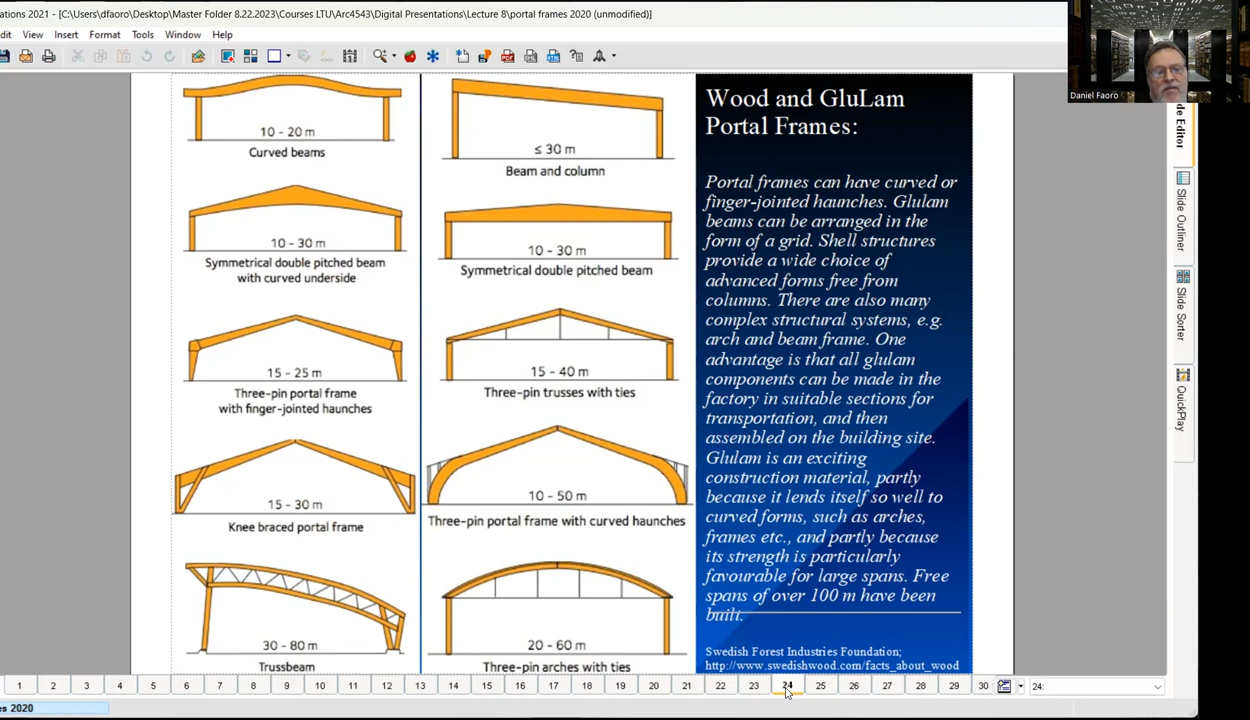 ations 2021 - [C:\Users\dfaoro\Desktop\Master Folder 8.22.2023\Courses LTU\Arc4543\Digital Presentations\Lecture 8\portal frames 2020 (unmodified)]
dit View Insert Format Tools Window Help
Daniel Faoro
10 - 20 m
Curved beams
≤ 30 m
Beam and column
10 - 30 m
Symmetrical double pitched beam
with curved underside
10 - 30 m
Symmetrical double pitched beam
15 - 25 m
Three-pin portal frame
with finger-jointed haunches
15 - 40 m
Three-pin trusses with ties
15 - 30 m
Knee braced portal frame
10 - 50 m
Three-pin portal frame with curved haunches
30 - 80 m
Trussbeam
20 - 60 m
Three-pin arches with ties
Wood and GluLam
Portal Frames:
Portal frames can have curved or
finger-jointed haunches. Glulam
beams can be arranged in the
form of a grid. Shell structures
provide a wide choice of
advanced forms free from
columns. There are also many
complex structural systems, e.g.
arch and beam frame. One
advantage is that all glulam
components can be made in the
factory in suitable sections for
transportation, and then
assembled on the building site.
Glulam is an exciting
construction material, partly
because it lends itself so well to
curved forms, such as arches,
frames etc., and partly because
its strength is particularly
favourable for large spans. Free
spans of over 100 m have been
built.
Swedish Forest Industries Foundation;
http://www.swedishwood.com/facts_about_wood
de Editor
Slide Outliner
Slide Sorter
QuickPlay
1 2 3 4 5 6 7 8 9 10 11 12 13 14 15 16 17 18 19 20 21 22 23 24 25 26 27 28 29 30 24:
es 2020